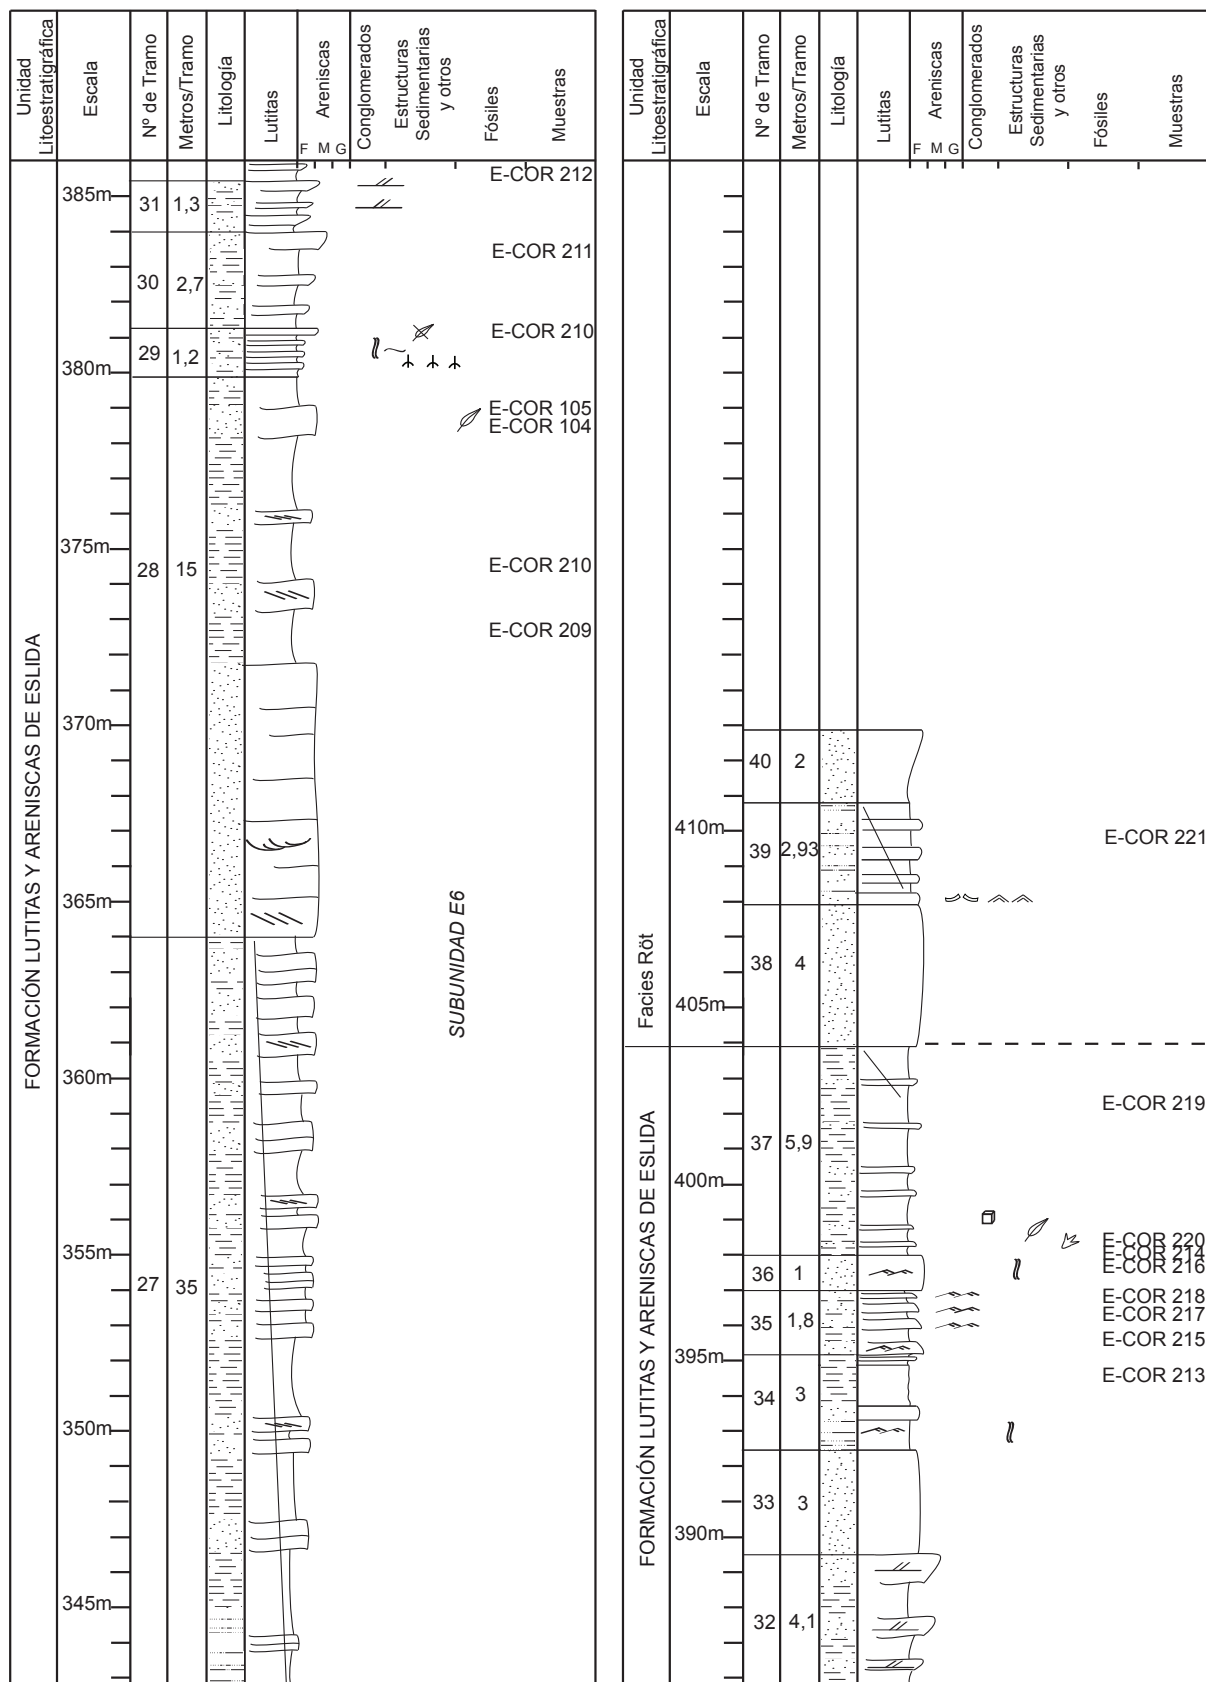 Unidad
Litoestratigráfica
Escala
Nº de Tramo
Metros/Tramo
Litología
Lutitas
Areniscas
F M G
Conglomerados
Estructuras
Sedimentarias
y otros
Fósiles
Muestras
FORMACIÓN LUTITAS Y ARENISCAS DE ESLIDA
385m
380m
375m
370m
365m
360m
355m
350m
345m
31 1,3
30 2,7
29 1,2
28 15
27 35
E-COR 212
E-COR 211
E-COR 210
E-COR 105
E-COR 104
E-COR 210
E-COR 209
SUBUNIDAD E6
Unidad
Litoestratigráfica
Escala
Nº de Tramo
Metros/Tramo
Litología
Lutitas
Areniscas
F M G
Conglomerados
Estructuras
Sedimentarias
y otros
Fósiles
Muestras
Facies Röt
FORMACIÓN LUTITAS Y ARENISCAS DE ESLIDA
410m
405m
400m
395m
390m
40 2
39 2,93
38 4
37 5,9
36 1
35 1,8
34 3
33 3
32 4,1
E-COR 221
E-COR 219
E-COR 220
E-COR 214
E-COR 216
E-COR 218
E-COR 217
E-COR 215
E-COR 213